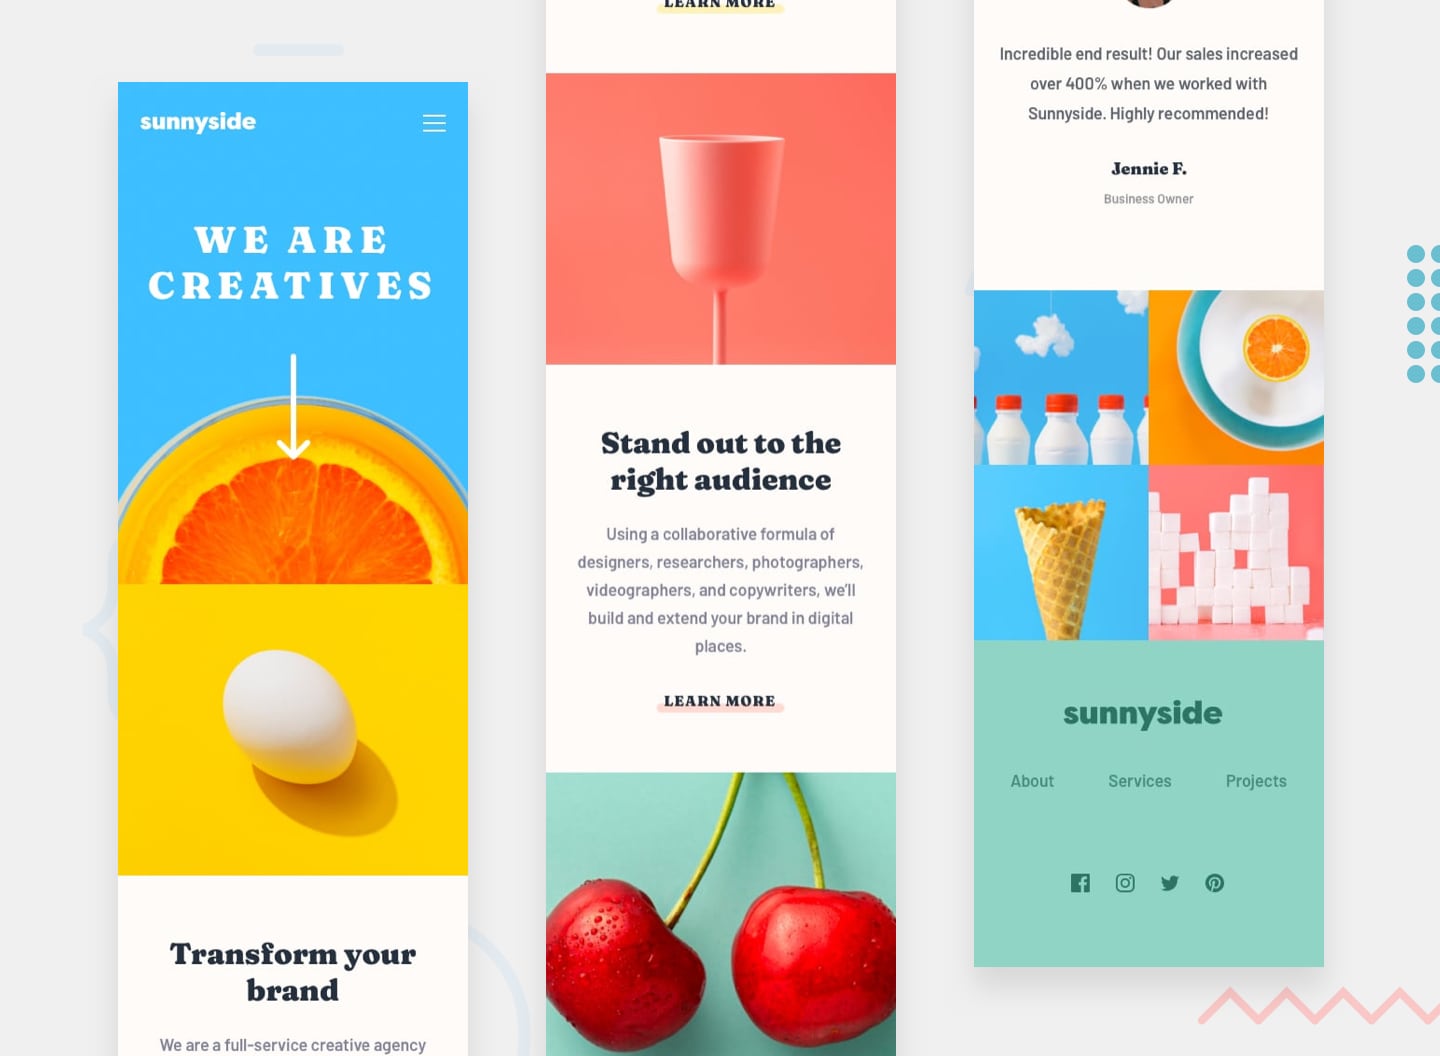 sunnyside
WE ARE
CREATIVES
Transform your
brand
We are a full-service creative agency
LEARN MORE
Stand out to the
right audience
Using a collaborative formula of
designers, researchers, photographers,
videographers, and copywriters, we’ll
build and extend your brand in digital
places.
LEARN MORE
Incredible end result! Our sales increased
over 400% when we worked with
Sunnyside. Highly recommended!
Jennie F.
Business Owner
sunnyside
About Services Projects